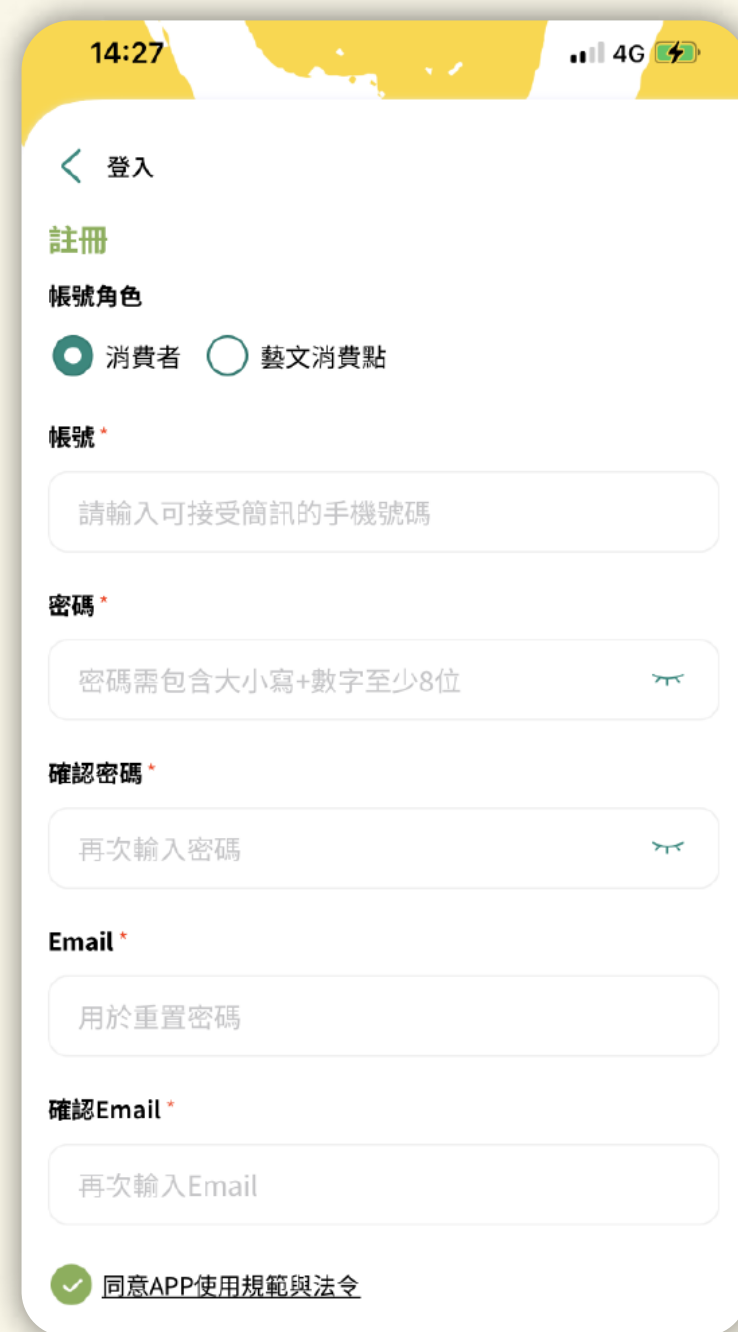 14:27 4G
登入
註冊
帳號角色
消費者 藝文消費點
帳號*
請輸入可接受簡訊的手機號碼
密碼*
密碼需包含大小寫+數字至少8位
確認密碼*
再次輸入密碼
Email*
用於重置密碼
確認Email*
再次輸入Email
同意APP使用規範與法令